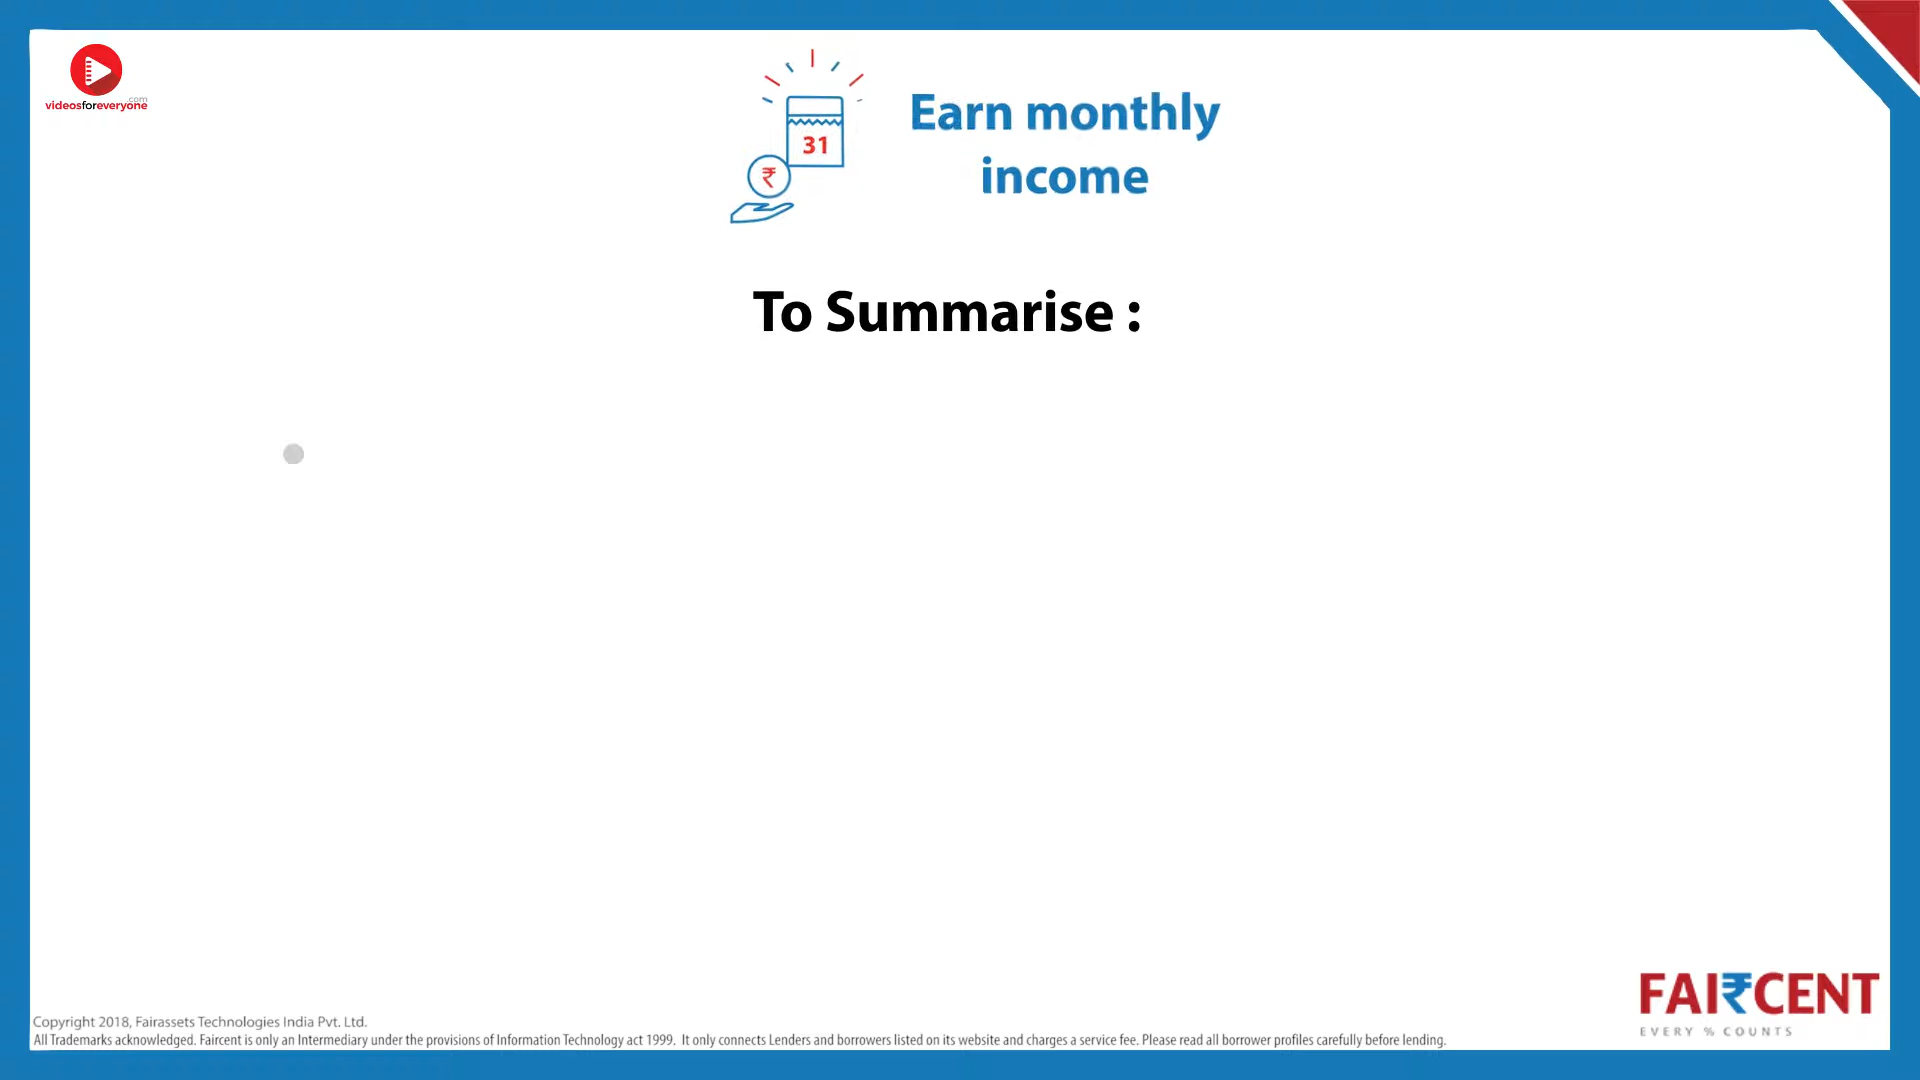 videosforeveryone
.com
31
₹
Earn monthly
income
To Summarise :
FAI₹CENT
EVERY % COUNTS
Copyright 2018, Fairassets Technologies India Pvt. Ltd.
All Trademarks acknowledged. Faircent is only an Intermediary under the provisions of Information Technology act 1999. It only connects Lenders and borrowers listed on its website and charges a service fee. Please read all borrower profiles carefully before lending.